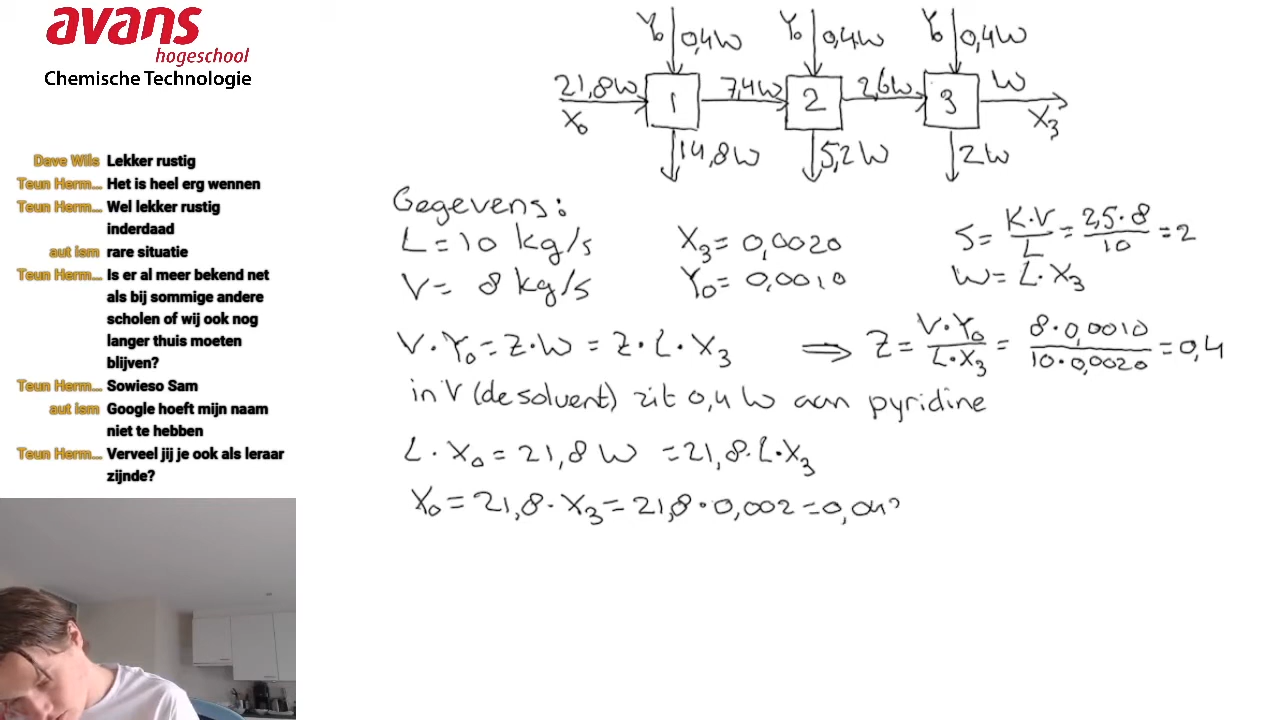 avans
hogeschool
Chemische Technologie
Dave Wils Lekker rustig
Teun Herm... Het is heel erg wennen
Teun Herm... Wel lekker rustig
inderdaad
aut ism rare situatie
Teun Herm... Is er al meer bekend net
als bij sommige andere
scholen of wij ook nog
langer thuis moeten
blijven?
Teun Herm... Sowieso Sam
aut ism Google hoeft mijn naam
niet te hebben
Teun Herm... Verveel jij je ook als leraar
zijnde?
Y₀ 0,4W Y₀ 0,4W Y₀ 0,4W
21,8W 1 7,4W 2 2,6W 3 W
X₀ X₃
14,8W 5,2W 2W
Gegevens:
L = 10 kg/s X₃ = 0,0020 S = K·V/L = 2,5·8/10 = 2
V = 8 kg/s Y₀ = 0,0010 W = L·X₃
V·Y₀ = Z·W = Z·L·X₃ ⟹ Z = V·Y₀/L·X₃ = 8·0,0010/10·0,0020 = 0,4
in V (de solvent) zit 0,4 W aan pyridine
L·X₀ = 21,8 W = 21,8·L·X₃
X₀ = 21,8·X₃ = 21,8·0,002 =